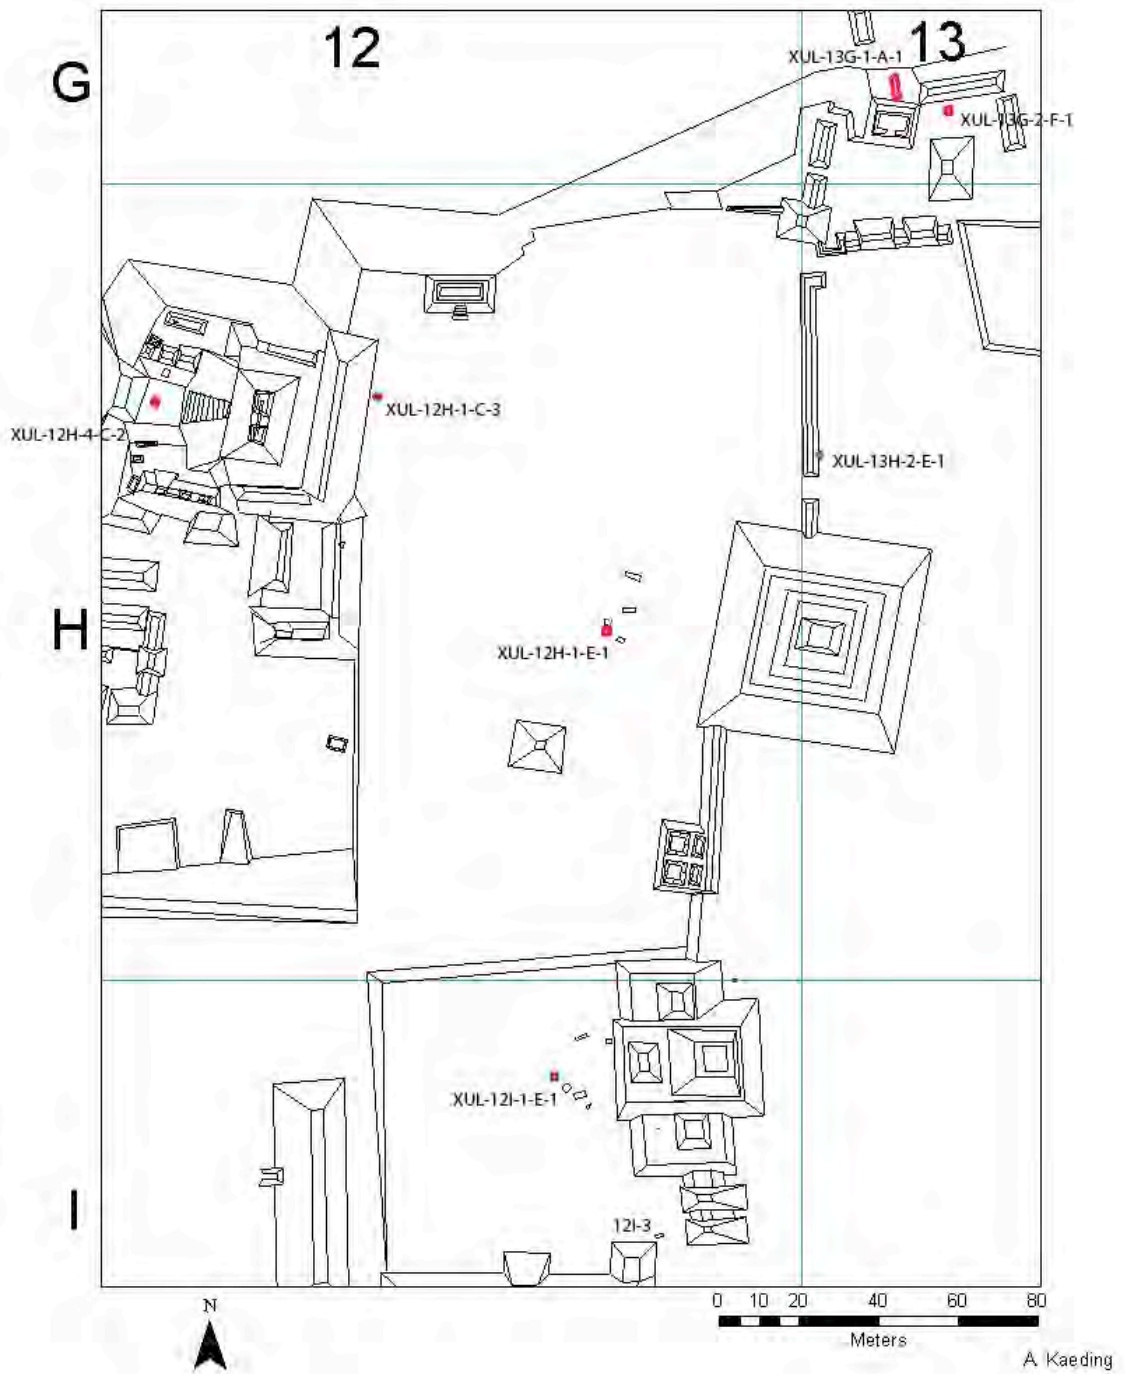 12
13
G
XUL-13G-1-A-1
XUL-13G-2-F-1
XUL-12H-1-C-3
XUL-12H-4-C-2
XUL-13H-2-E-1
H
XUL-12H-1-E-1
XUL-12I-1-E-1
I
12I-3
N
0 10 20 40 60 80
Meters
A. Kaeding